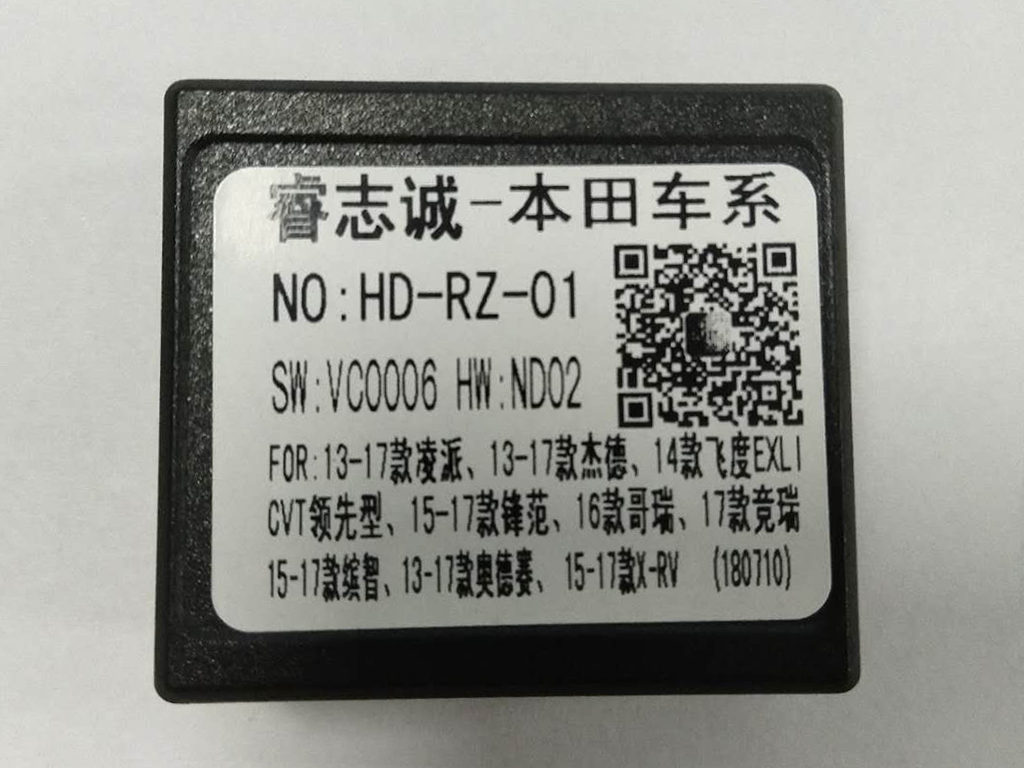 睿志诚-本田车系
NO:HD-RZ-01
SW:VC0006 HW:ND02
FOR:13-17款凌派、13-17款杰德、14款飞度EXLI
CVT领先型、15-17款锋范、16款哥瑞、17款竞瑞
15-17款缤智、13-17款奥德赛、15-17款X-RV (180710)